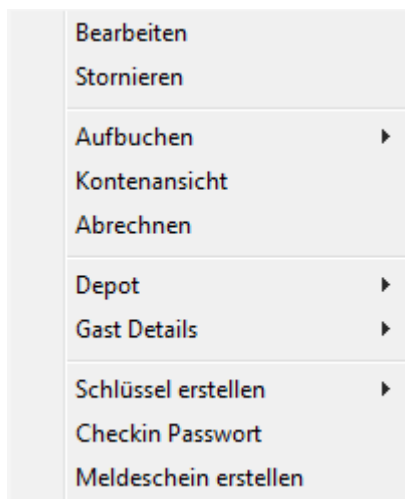 Bearbeiten
Stornieren
Aufbuchen
Kontenansicht
Abrechnen
Depot
Gast Details
Schlüssel erstellen
Checkin Passwort
Meldeschein erstellen